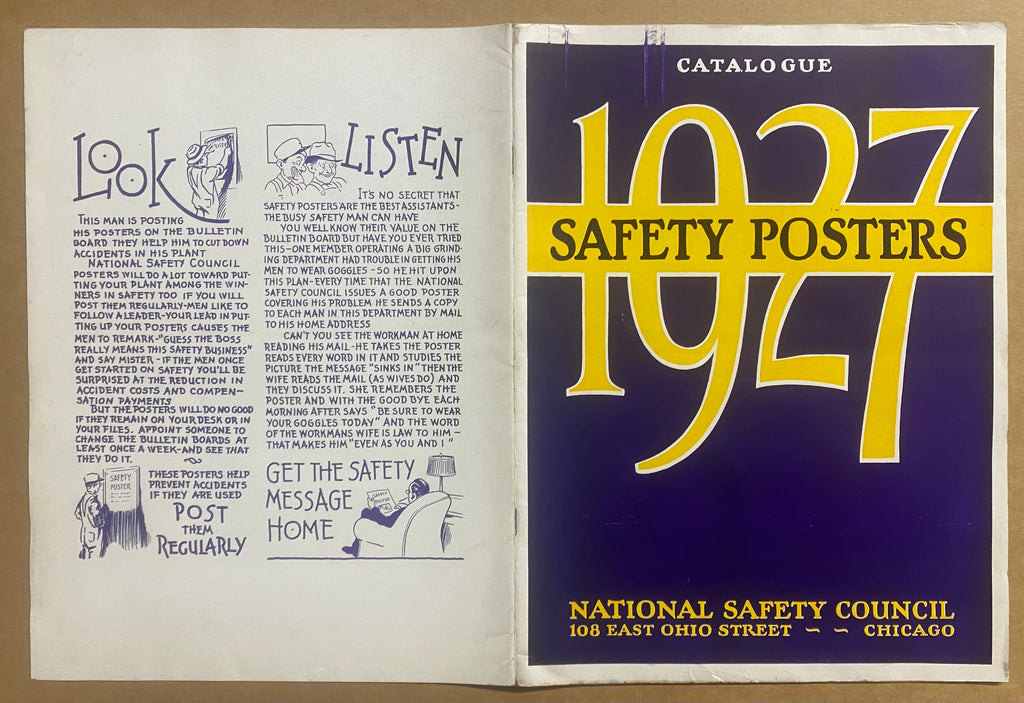 LOOK
THIS MAN IS POSTING
HIS POSTERS ON THE BULLETIN
BOARD THEY HELP HIM TO CUT DOWN
ACCIDENTS IN HIS PLANT
NATIONAL SAFETY COUNCIL
POSTERS WILL DO A LOT TOWARD PUT-
TING YOUR PLANT AMONG THE WIN-
NERS IN SAFETY TOO IF YOU WILL
POST THEM REGULARLY-MEN LIKE TO
FOLLOW A LEADER-YOUR LEAD IN PUT-
TING UP YOUR POSTERS CAUSES THE
MEN TO REMARK-"GUESS THE BOSS
REALLY MEANS THIS SAFETY BUSINESS"
AND SAY MISTER-IF THE MEN ONCE
GET STARTED ON SAFETY YOU'LL BE
SURPRISED AT THE REDUCTION IN
ACCIDENT COSTS AND COMPEN-
SATION PAYMENTS
BUT THE POSTERS WILL DO NO GOOD
IF THEY REMAIN ON YOUR DESK OR IN
YOUR FILES. APPOINT SOMEONE TO
CHANGE THE BULLETIN BOARDS AT
LEAST ONCE A WEEK-AND SEE THAT
THEY DO IT.
SAFETY
POSTER
THESE POSTERS HELP
PREVENT ACCIDENTS
IF THEY ARE USED
POST
THEM
REGULARLY
LISTEN
IT'S NO SECRET THAT
SAFETY POSTERS ARE THE BEST ASSISTANTS-
THE BUSY SAFETY MAN CAN HAVE
YOU WELL KNOW THEIR VALUE ON THE
BULLETIN BOARD BUT HAVE YOU EVER TRIED
THIS-ONE MEMBER OPERATING A BIG GRIND-
ING DEPARTMENT HAD TROUBLE IN GETTING HIS
MEN TO WEAR GOGGLES-SO HE HIT UPON
THIS PLAN-EVERY TIME THAT THE NATIONAL
SAFETY COUNCIL ISSUES A GOOD POSTER
COVERING HIS PROBLEM HE SENDS A COPY
TO EACH MAN IN THIS DEPARTMENT BY MAIL
TO HIS HOME ADDRESS
CAN'T YOU SEE THE WORKMAN AT HOME
READING HIS MAIL-HE TAKES THE POSTER
READS EVERY WORD IN IT AND STUDIES THE
PICTURE THE MESSAGE "SINKS IN" THEN THE
WIFE READS THE MAIL (AS WIVES DO) AND
THEY DISCUSS IT. SHE REMEMBERS THE
POSTER AND WITH THE GOOD BYE EACH
MORNING AFTER SAYS "BE SURE TO WEAR
YOUR GOGGLES TODAY" AND THE WORD
OF THE WORKMANS WIFE IS LAW TO HIM-
THAT MAKES HIM "EVEN AS YOU AND I"
GET THE SAFETY
MESSAGE
HOME
SAFETY
POSTER
CATALOGUE
1927
SAFETY POSTERS
NATIONAL SAFETY COUNCIL
108 EAST OHIO STREET ~ ~ CHICAGO